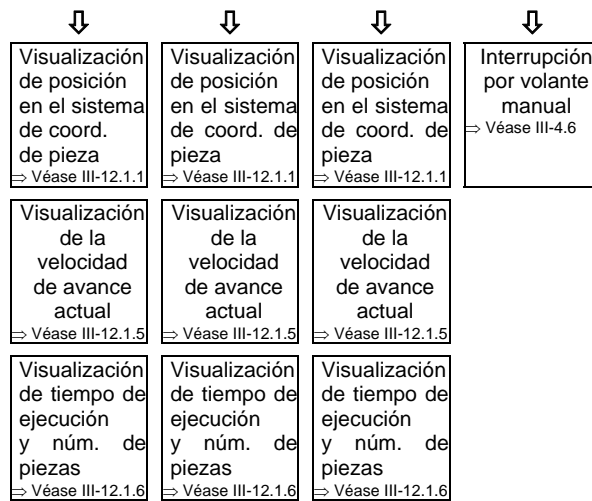 ⇩ ⇩ ⇩ ⇩
Visualización
de posición
en el sistema
de coord.
de pieza
⇒ Véase III-12.1.1
Visualización
de posición
en el sistema
de coord. de
pieza
⇒ Véase III-12.1.1
Visualización
de posición
en el sistema
de coord. de
pieza
⇒ Véase III-12.1.1
Interrupción
por volante
manual
⇒ Véase III-4.6
Visualización
de la
velocidad
de avance
actual
⇒ Véase III-12.1.5
Visualización
de la
velocidad
de avance
actual
⇒ Véase III-12.1.5
Visualización
de la
velocidad
de avance
actual
⇒ Véase III-12.1.5
Visualización
de tiempo de
ejecución
y núm. de
piezas
⇒ Véase III-12.1.6
Visualización
de tiempo de
ejecución
y núm. de
piezas
⇒ Véase III-12.1.6
Visualización
de tiempo de
ejecución
y núm. de
piezas
⇒ Véase III-12.1.6